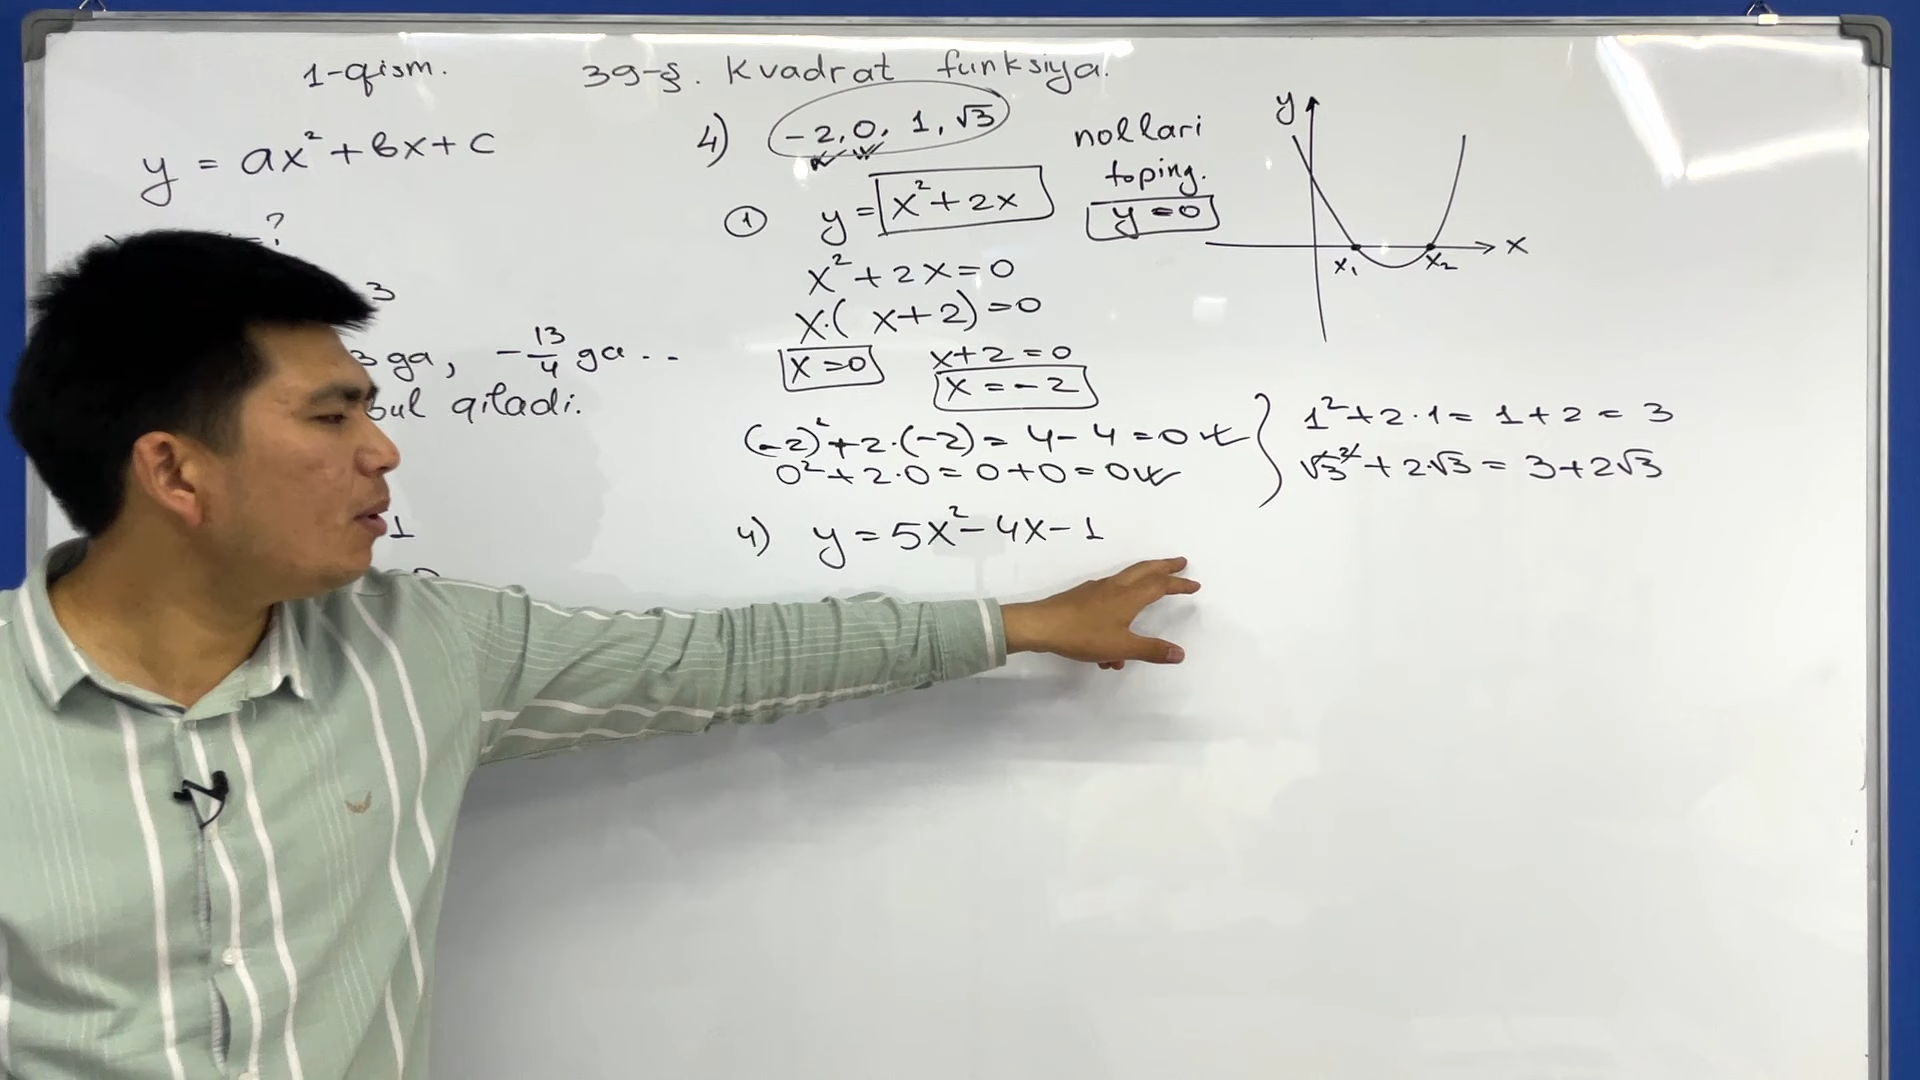 1-qism.
39-§. Kvadrat funksiya.
y = ax² + bx + c
?
3
3 ga, -13/4 ga ..
bul qiladi.
1
4) -2, 0, 1, √3
nollari
toping.
y = 0
① y = x² + 2x
x² + 2x = 0
x·( x + 2) = 0
x = 0 x + 2 = 0
x = -2
(-2)² + 2·(-2) = 4 - 4 = 0
0² + 2·0 = 0 + 0 = 0
4) y = 5x² - 4x - 1
y
x
x₁ x₂
1² + 2·1 = 1 + 2 = 3
√3² + 2·√3 = 3 + 2√3